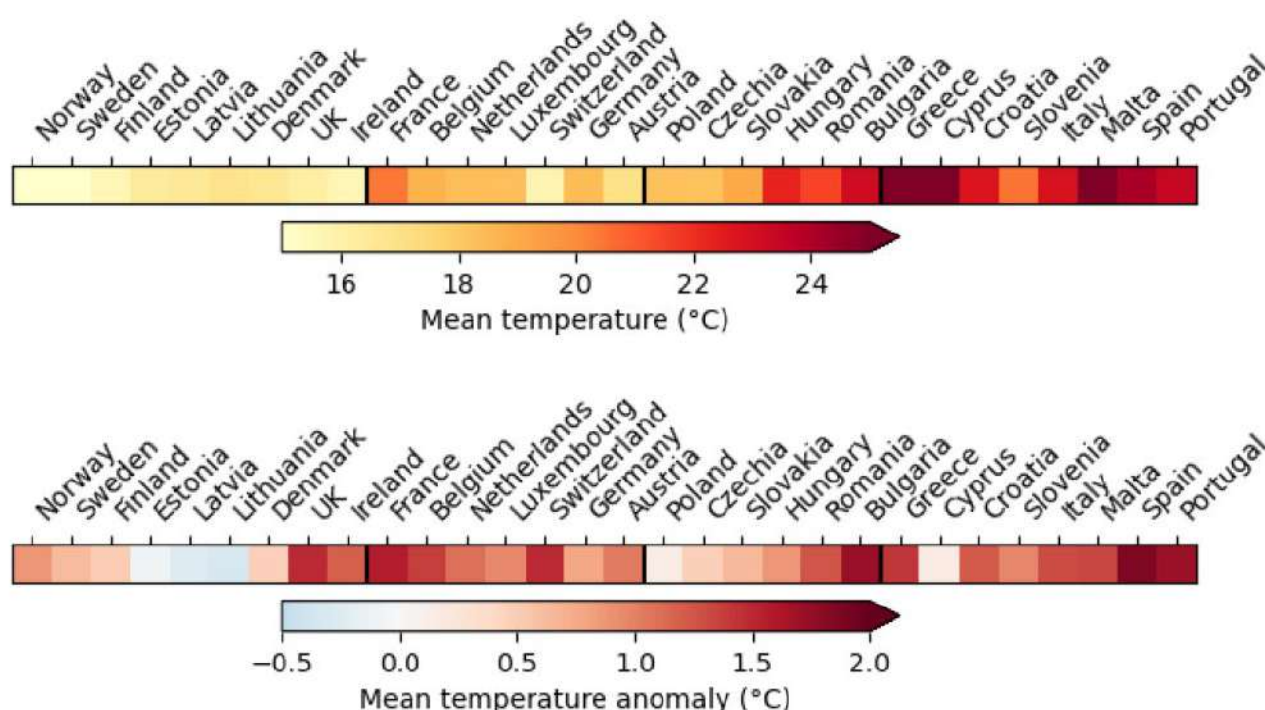 Norway Sweden Finland Estonia Latvia Lithuania Denmark UK Ireland France Belgium Netherlands Luxembourg Switzerland Germany Austria Poland Czechia Slovakia Hungary Romania Bulgaria Greece Cyprus Croatia Slovenia Italy Malta Spain Portugal
16 18 20 22 24
Mean temperature (°C)
Norway Sweden Finland Estonia Latvia Lithuania Denmark UK Ireland France Belgium Netherlands Luxembourg Switzerland Germany Austria Poland Czechia Slovakia Hungary Romania Bulgaria Greece Cyprus Croatia Slovenia Italy Malta Spain Portugal
−0.5 0.0 0.5 1.0 1.5 2.0
Mean temperature anomaly (°C)